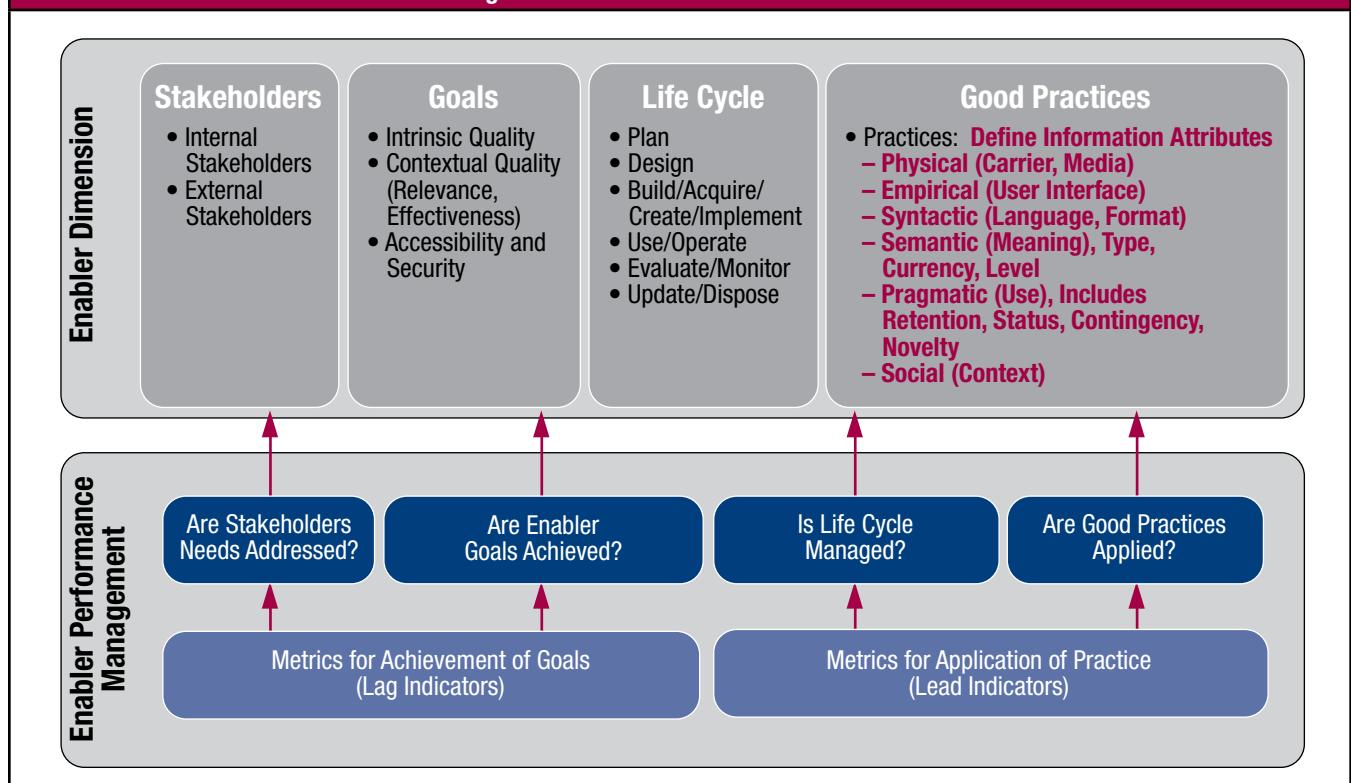 Enabler Dimension
Stakeholders
• Internal
Stakeholders
• External
Stakeholders
Goals
• Intrinsic Quality
• Contextual Quality
(Relevance,
Effectiveness)
• Accessibility and
Security
Life Cycle
• Plan
• Design
• Build/Acquire/
Create/Implement
• Use/Operate
• Evaluate/Monitor
• Update/Dispose
Good Practices
• Practices: Define Information Attributes
– Physical (Carrier, Media)
– Empirical (User Interface)
– Syntactic (Language, Format)
– Semantic (Meaning), Type,
Currency, Level
– Pragmatic (Use), Includes
Retention, Status, Contingency,
Novelty
– Social (Context)
Enabler Performance
Management
Are Stakeholders
Needs Addressed?
Are Enabler
Goals Achieved?
Is Life Cycle
Managed?
Are Good Practices
Applied?
Metrics for Achievement of Goals
(Lag Indicators)
Metrics for Application of Practice
(Lead Indicators)